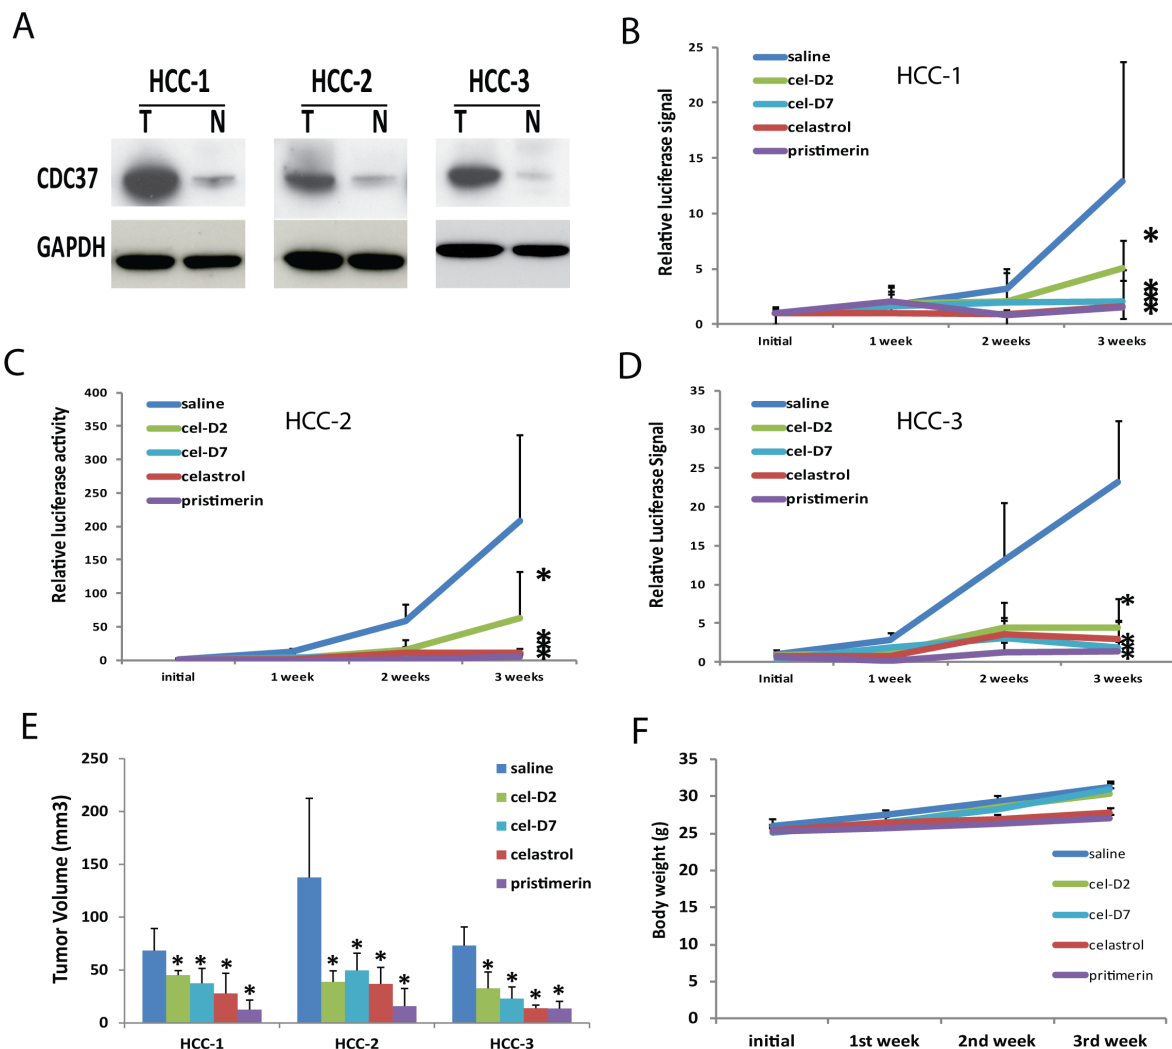 A
HCC-1 HCC-2 HCC-3
T N T N T N
CDC37
GAPDH
B
HCC-1
saline
cel-D2
cel-D7
celastrol
pristimerin
Relative luciferase signal
25
20
15
10
5
0
Initial 1 week 2 weeks 3 weeks
*
*
*
*
C
HCC-2
saline
cel-D2
cel-D7
celastrol
pristimerin
Relative luciferase activity
400
350
300
250
200
150
100
50
0
initial 1 week 2 weeks 3 weeks
*
*
*
*
D
HCC-3
saline
cel-D2
cel-D7
celastrol
pristimerin
Relative Luciferase Signal
35
30
25
20
15
10
5
0
Initial 1 week 2 weeks 3 weeks
*
*
*
*
E
saline
cel-D2
cel-D7
celastrol
pristimerin
Tumor Volume (mm3)
250
200
150
100
50
0
* * * * * * * * * * * *
HCC-1 HCC-2 HCC-3
F
Body weight (g)
35
30
25
20
15
10
5
0
saline
cel-D2
cel-D7
celastrol
pritimerin
initial 1st week 2nd week 3rd week